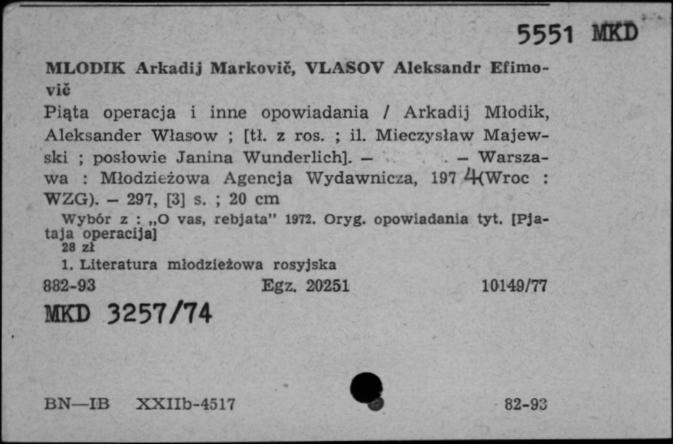 5551 MKD
MLODIK Arkadij Markovič, VLASOV Aleksandr Efimo-
vič
Piąta operacja i inne opowiadania / Arkadij Młodik,
Aleksander Własow ; [tł. z ros. ; il. Mieczysław Majew-
ski ; posłowie Janina Wunderlich]. — . — Warsza-
wa : Młodzieżowa Agencja Wydawnicza, 197 4 (Wroc :
WZG). — 297, [3] s. ; 20 cm
Wybór z : „O vas, rebjata" 1972. Oryg. opowiadania tyt. [Pja-
taja operacija]
28 zł
1. Literatura młodzieżowa rosyjska
882-93 Egz. 20251 10149/77
MKD 3257/74
BN—IB XXIIb-4517 82-93